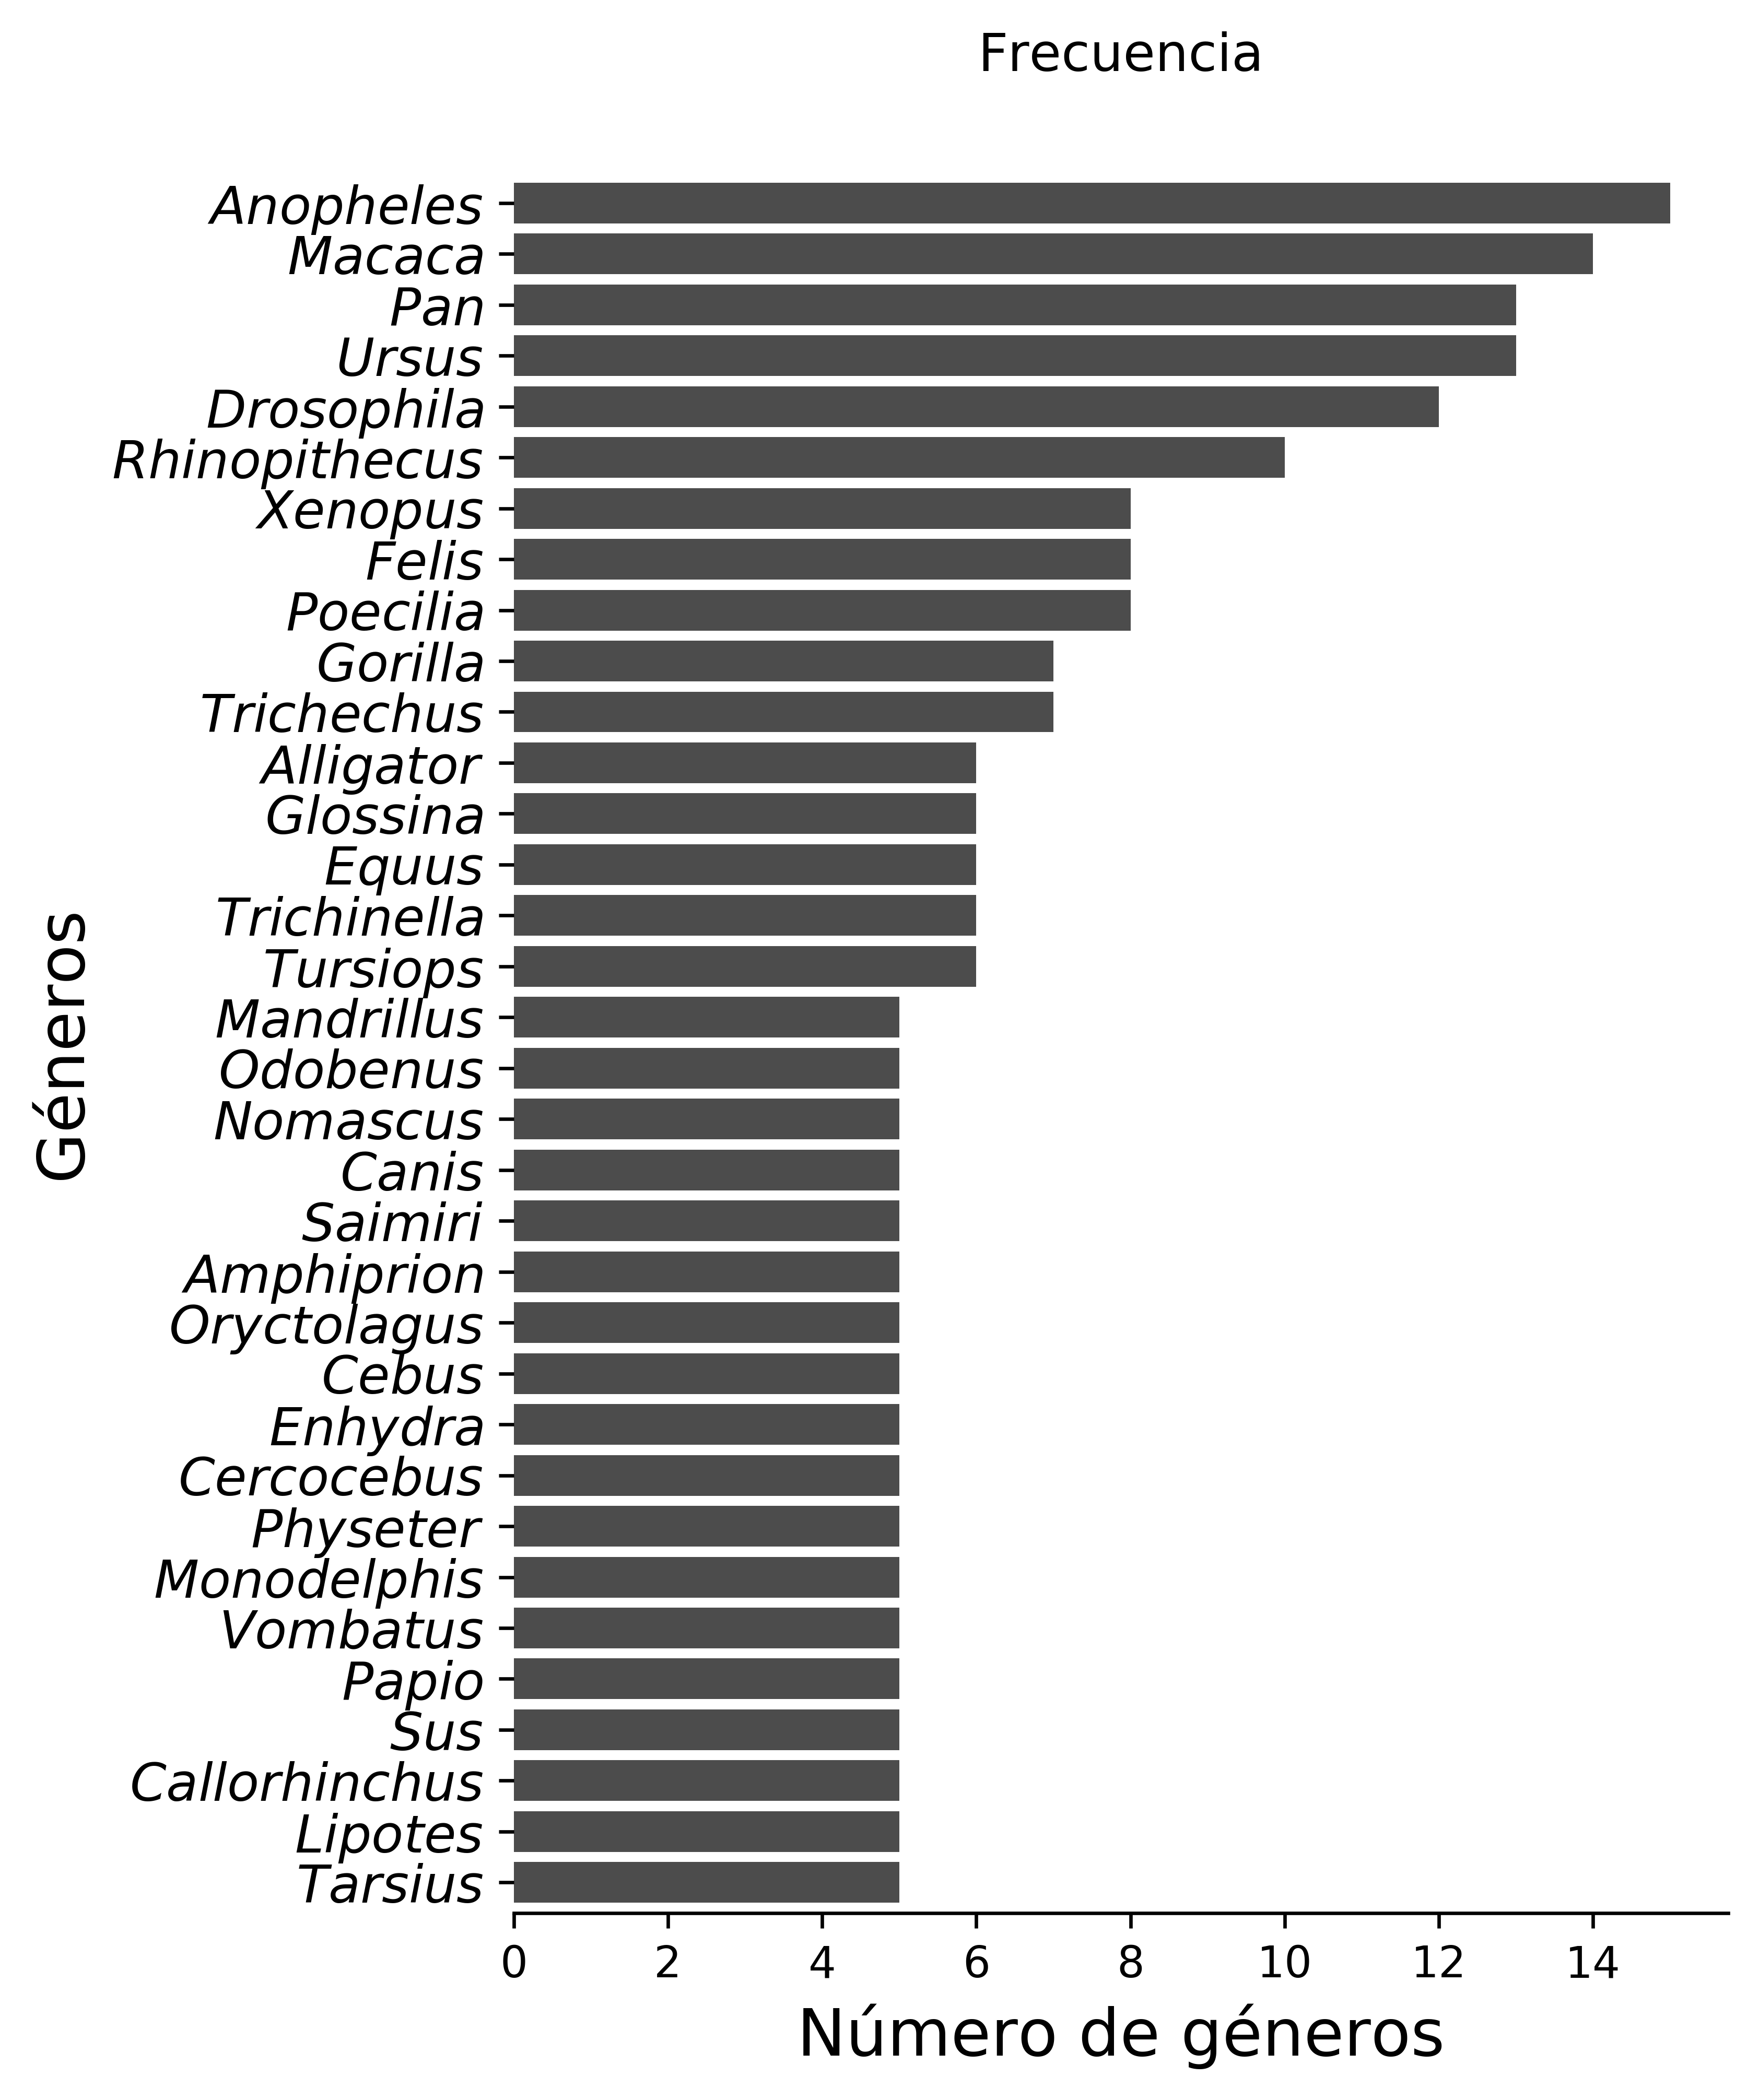 Frecuencia
Anopheles
Macaca
Pan
Ursus
Drosophila
Rhinopithecus
Xenopus
Felis
Poecilia
Gorilla
Trichechus
Alligator
Glossina
Equus
Trichinella
Tursiops
Mandrillus
Odobenus
Nomascus
Canis
Saimiri
Amphiprion
Oryctolagus
Cebus
Enhydra
Cercocebus
Physeter
Monodelphis
Vombatus
Papio
Sus
Callorhinchus
Lipotes
Tarsius
Géneros
0 2 4 6 8 10 12 14
Número de géneros